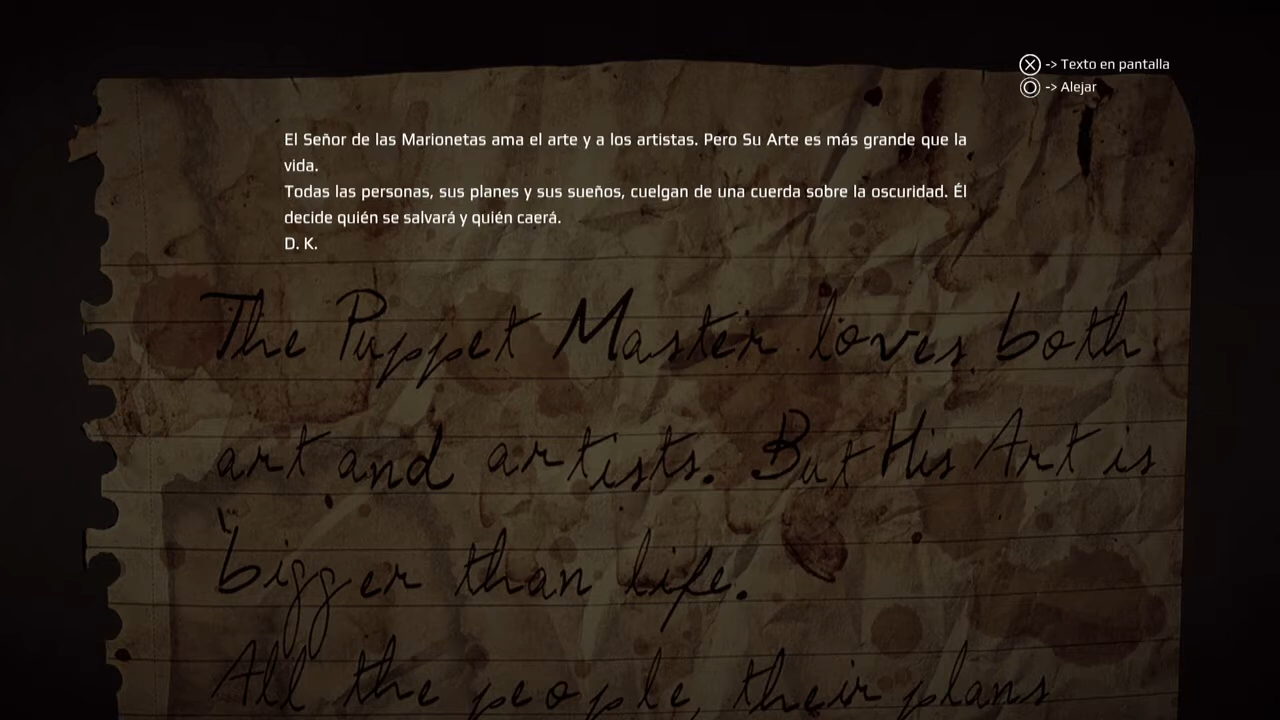 -> Texto en pantalla
-> Alejar
El Señor de las Marionetas ama el arte y a los artistas. Pero Su Arte es más grande que la
vida.
Todas las personas, sus planes y sus sueños, cuelgan de una cuerda sobre la oscuridad. Él
decide quién se salvará y quién caerá.
D. K.
The Puppet Master loves both
art and artists. But His Art is
bigger than life.
All the people, their plans